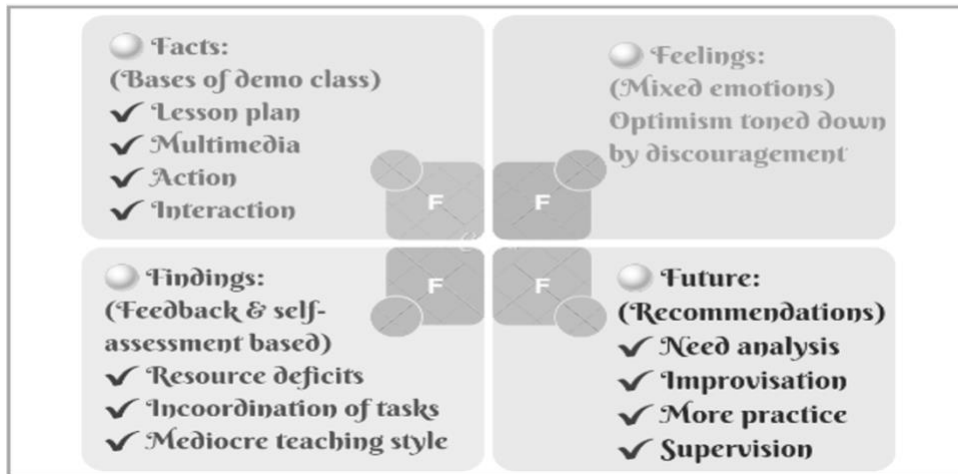 Facts:
(Bases of demo class)
✓ Lesson plan
✓ Multimedia
✓ Action
✓ Interaction
Feelings:
(Mixed emotions)
Optimism toned down
by discouragement
F
F
F
F
Findings:
(Feedback & self-
assessment based)
✓ Resource deficits
✓ Incoordination of tasks
✓ Mediocre teaching style
Future:
(Recommendations)
✓ Need analysis
✓ Improvisation
✓ More practice
✓ Supervision